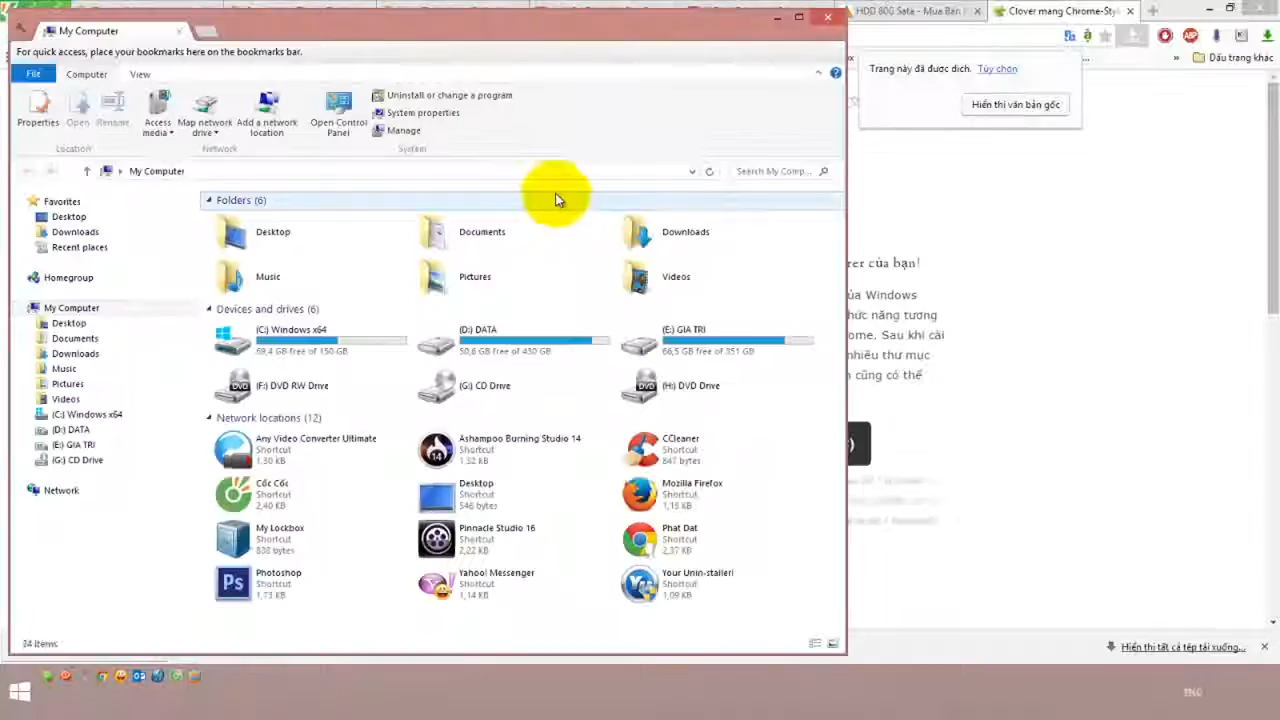 My Computer
HDD 80G Sata - Mua Bán
Clover mang Chrome-Sty
For quick access, place your bookmarks here on the bookmarks bar.
File Computer View
Dấu trang khác
Trang này đã được dịch. Tùy chọn
Hiển thị văn bản gốc
Properties Open Rename Access media Map network drive Add a network location Open Control Panel
Uninstall or change a program
System properties
Manage
Location Network System
My Computer
Search My Comp...
Favorites
Desktop
Downloads
Recent places
Homegroup
My Computer
Desktop
Documents
Downloads
Music
Pictures
Videos
(C:) Windows x64
(D:) DATA
(E:) GIA TRI
(G:) CD Drive
Network
Folders (6)
Desktop Documents Downloads
Music Pictures Videos
Devices and drives (6)
(C:) Windows x64 (D:) DATA (E:) GIA TRI
69,4 GB free of 150 GB 50,6 GB free of 430 GB 66,5 GB free of 351 GB
(F:) DVD RW Drive (G:) CD Drive (H:) DVD Drive
Network locations (12)
Any Video Converter Ultimate Ashampoo Burning Studio 14 CCleaner
Shortcut Shortcut Shortcut
1,30 KB 1,32 KB 847 bytes
Cốc Cốc Desktop Mozilla Firefox
Shortcut Shortcut Shortcut
2,40 KB 546 bytes 1,15 KB
My Lockbox Pinnacle Studio 16 Phat Dat
Shortcut Shortcut Shortcut
838 bytes 2,22 KB 2,37 KB
Photoshop Yahoo! Messenger Your Unin-staller!
Shortcut Shortcut Shortcut
1,73 KB 1,14 KB 1,09 KB
rer của bạn!
ủa Windows
hức năng tương
ome. Sau khi cài
nhiều thư mục
n cũng có thể
24 items
Hiển thị tất cả tệp tải xuống...
ENG